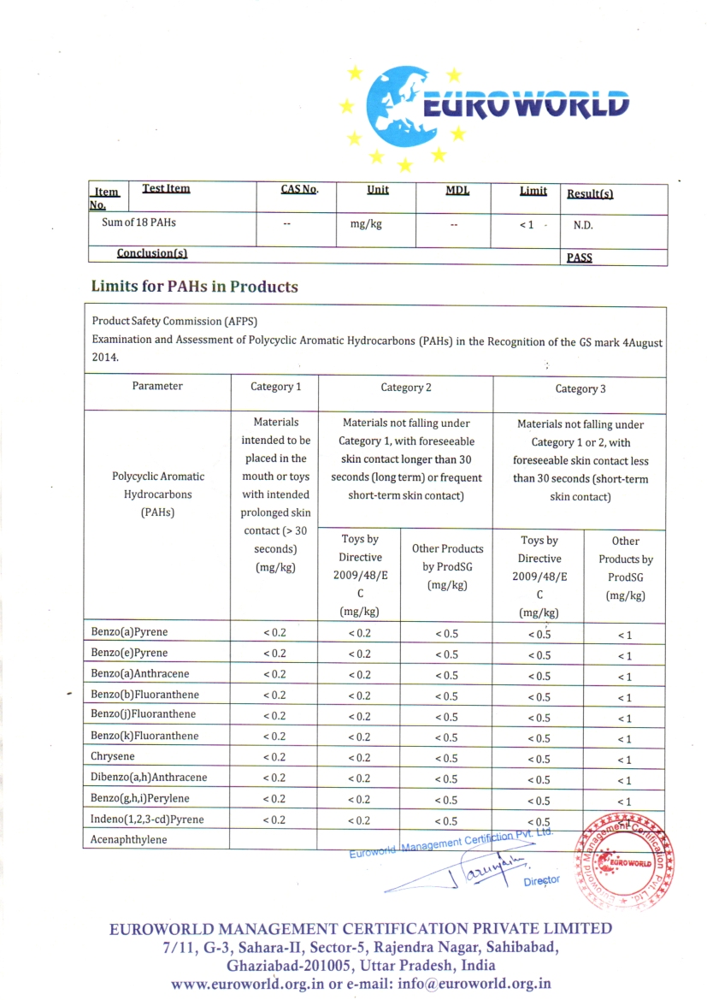 EUROWORLD
Item No. Test Item CAS No. Unit MDL Limit Result(s)
Sum of 18 PAHs -- mg/kg -- < 1 N.D.
Conclusion(s) PASS
Limits for PAHs in Products
Product Safety Commission (AFPS)
Examination and Assessment of Polycyclic Aromatic Hydrocarbons (PAHs) in the Recognition of the GS mark 4August
2014.
Parameter Category 1 Category 2 Category 3
Polycyclic Aromatic
Hydrocarbons
(PAHs)
Materials
intended to be
placed in the
mouth or toys
with intended
prolonged skin
contact (> 30
seconds)
(mg/kg)
Materials not falling under
Category 1, with foreseeable
skin contact longer than 30
seconds (long term) or frequent
short-term skin contact)
Materials not falling under
Category 1 or 2, with
foreseeable skin contact less
than 30 seconds (short-term
skin contact)
Toys by
Directive
2009/48/E
C
(mg/kg)
Other Products
by ProdSG
(mg/kg)
Toys by
Directive
2009/48/E
C
(mg/kg)
Other
Products by
ProdSG
(mg/kg)
Benzo(a)Pyrene < 0.2 < 0.2 < 0.5 < 0.5 < 1
Benzo(e)Pyrene < 0.2 < 0.2 < 0.5 < 0.5 < 1
Benzo(a)Anthracene < 0.2 < 0.2 < 0.5 < 0.5 < 1
Benzo(b)Fluoranthene < 0.2 < 0.2 < 0.5 < 0.5 < 1
Benzo(j)Fluoranthene < 0.2 < 0.2 < 0.5 < 0.5 < 1
Benzo(k)Fluoranthene < 0.2 < 0.2 < 0.5 < 0.5 < 1
Chrysene < 0.2 < 0.2 < 0.5 < 0.5 < 1
Dibenzo(a,h)Anthracene < 0.2 < 0.2 < 0.5 < 0.5 < 1
Benzo(g,h,i)Perylene < 0.2 < 0.2 < 0.5 < 0.5 < 1
Indeno(1,2,3-cd)Pyrene < 0.2 < 0.2 < 0.5 < 0.5 < 1
Acenaphthylene
Euroworld Management Certifiction Pvt. Ltd.
Director
Euroworld Management Certification Pvt. Ltd.
EUROWORLD
EUROWORLD MANAGEMENT CERTIFICATION PRIVATE LIMITED
7/11, G-3, Sahara-II, Sector-5, Rajendra Nagar, Sahibabad,
Ghaziabad-201005, Uttar Pradesh, India
www.euroworld.org.in or e-mail: info@euroworld.org.in